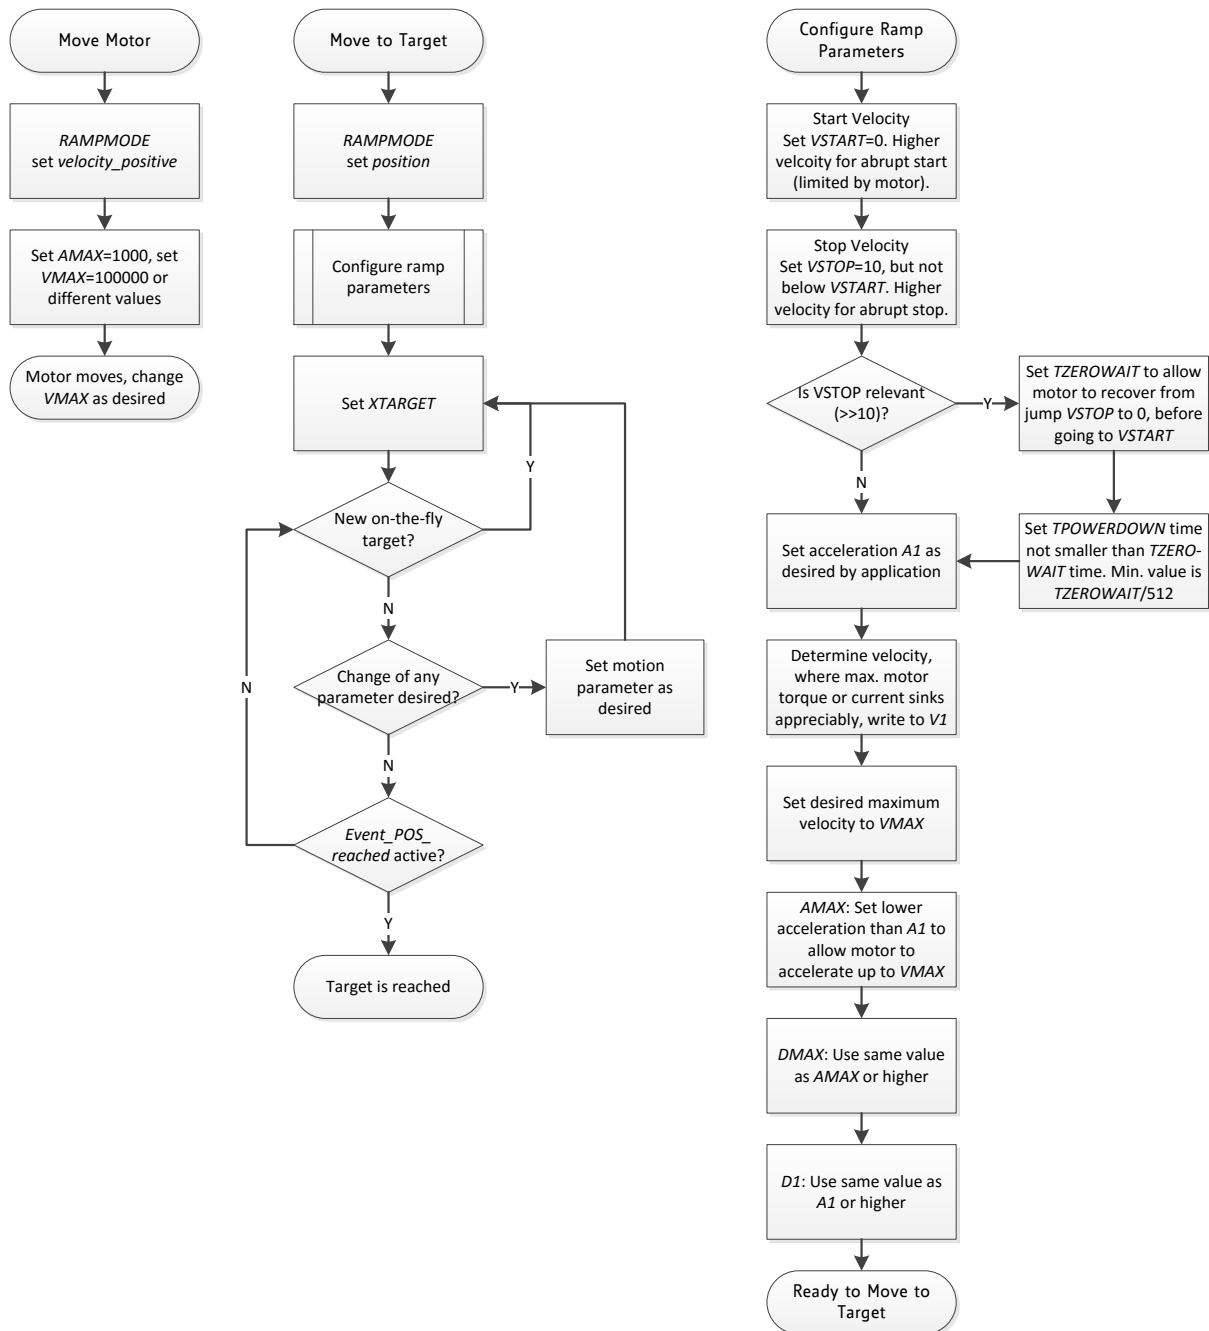 Move Motor
RAMPMODE
set velocity_positive
Set AMAX=1000, set
VMAX=100000 or
different values
Motor moves, change
VMAX as desired
Move to Target
RAMPMODE
set position
Configure ramp
parameters
Set XTARGET
New on-the-fly
target?
Y
N
Change of any
parameter desired?
Y
Set motion
parameter as
desired
N
N
Event_POS_
reached active?
Y
Target is reached
Configure Ramp
Parameters
Start Velocity
Set VSTART=0. Higher
velcoity for abrupt start
(limited by motor).
Stop Velocity
Set VSTOP=10, but not
below VSTART. Higher
velocity for abrupt stop.
Is VSTOP relevant
(>>10)?
Y
Set TZEROWAIT to allow
motor to recover from
jump VSTOP to 0, before
going to VSTART
N
Set TPOWERDOWN time
not smaller than TZERO-
WAIT time. Min. value is
TZEROWAIT/512
Set acceleration A1 as
desired by application
Determine velocity,
where max. motor
torque or current sinks
appreciably, write to V1
Set desired maximum
velocity to VMAX
AMAX: Set lower
acceleration than A1 to
allow motor to
accelerate up to VMAX
DMAX: Use same value
as AMAX or higher
D1: Use same value as
A1 or higher
Ready to Move to
Target